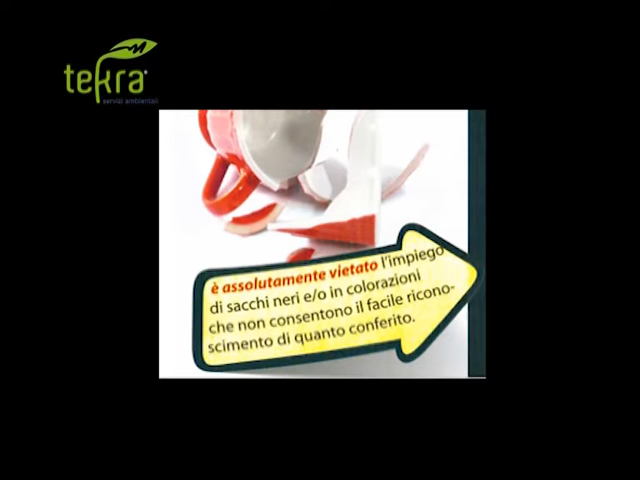 tekra
servizi ambientali
è assolutamente vietato l'impiego
di sacchi neri e/o in colorazioni
che non consentono il facile ricono-
scimento di quanto conferito.